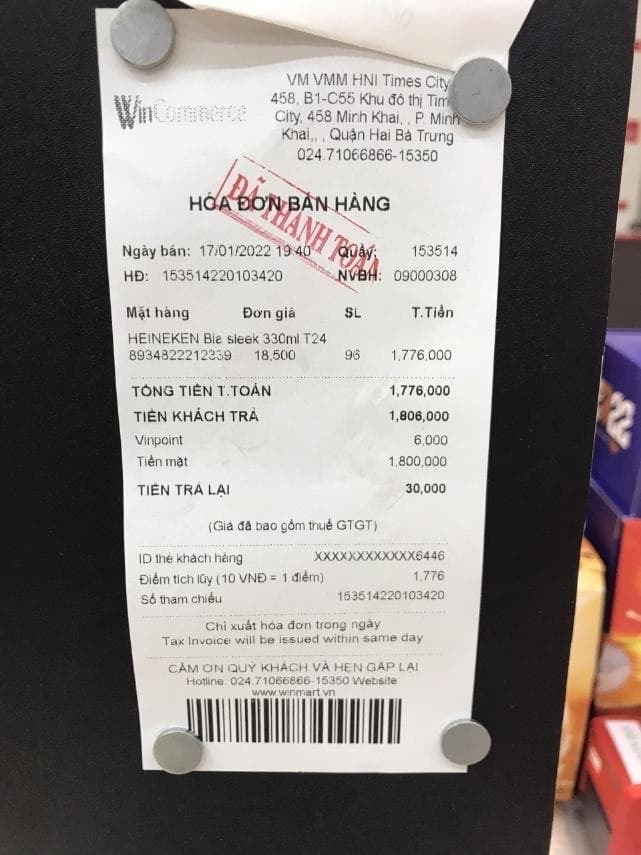 VM VMM HNI Times City
WinCommerce
458, B1-C55 Khu đô thị Tim
City, 458 Minh Khai, , P. Minh
Khai,, , Quận Hai Bà Trưng
024.71066866-15350
HÓA ĐƠN BÁN HÀNG
ĐÃ THANH TOÁN
Ngày bán: 17/01/2022 19:40 Quầy: 153514
HĐ: 153514220103420 NVBH: 09000308
Mặt hàng Đơn giá SL T.Tiền
HEINEKEN Bia sleek 330ml T24
8934822212339 18,500 96 1,776,000
TỔNG TIỀN T.TOÁN 1,776,000
TIỀN KHÁCH TRẢ 1,806,000
Vinpoint 6,000
Tiền mặt 1,800,000
TIỀN TRẢ LẠI 30,000
(Giá đã bao gồm thuế GTGT)
ID thẻ khách hàng XXXXXXXXXXXX6446
Điểm tích lũy (10 VNĐ = 1 điểm) 1,776
Số tham chiếu 153514220103420
Chỉ xuất hóa đơn trong ngày
Tax Invoice will be issued within same day
CẢM ƠN QUÝ KHÁCH VÀ HẸN GẶP LẠI
Hotline: 024.71066866-15350 Website:
www.winmart.vn
22